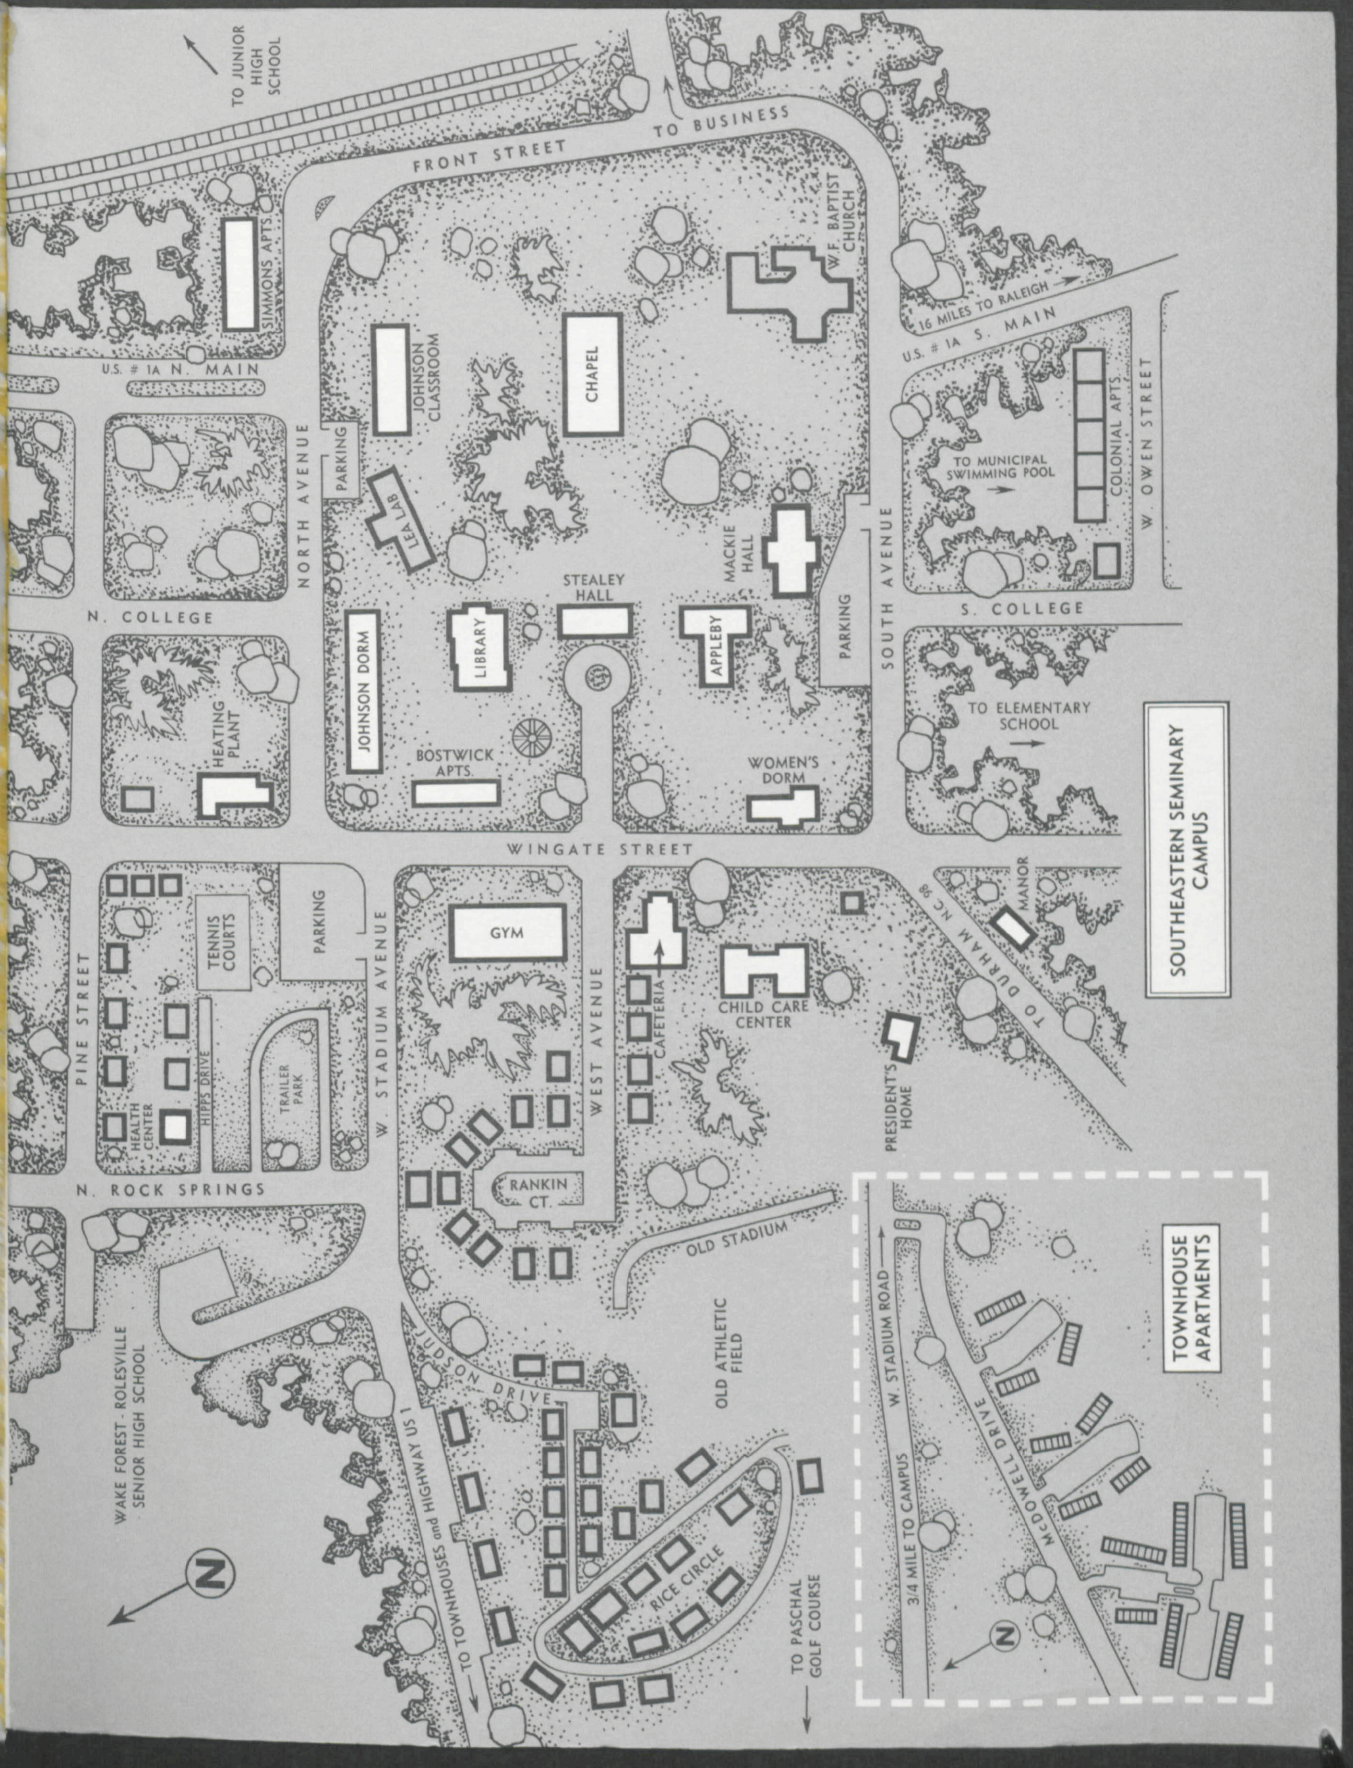 TO JUNIOR
HIGH
SCHOOL
FRONT STREET
TO BUSINESS
SIMMONS APTS.
W. F. BAPTIST
CHURCH
16 MILES TO RALEIGH
U.S. # 1A S. MAIN
U.S. # 1A N. MAIN
JOHNSON
CLASSROOM
CHAPEL
PARKING
NORTH AVENUE
LEA LAB
TO MUNICIPAL
SWIMMING POOL
COLONIAL APTS.
W. OWEN STREET
MACKIE
HALL
SOUTH AVENUE
PARKING
STEALEY
HALL
N. COLLEGE
S. COLLEGE
JOHNSON DORM
LIBRARY
APPLEBY
HEATING
PLANT
BOSTWICK
APTS.
WOMEN'S
DORM
TO ELEMENTARY
SCHOOL
SOUTHEASTERN SEMINARY
CAMPUS
WINGATE STREET
PARKING
TENNIS
COURTS
GYM
CAFETERIA
CHILD CARE
CENTER
MANOR
TO DURHAM NC 98
PINE STREET
W. STADIUM AVENUE
WEST AVENUE
HEALTH
CENTER
HIPPS DRIVE
TRAILER
PARK
PRESIDENT'S
HOME
N. ROCK SPRINGS
RANKIN
CT.
OLD STADIUM
WAKE FOREST - ROLESVILLE
SENIOR HIGH SCHOOL
JUDSON DRIVE
OLD ATHLETIC
FIELD
TO TOWNHOUSES and HIGHWAY US 1
RICE CIRCLE
TO PASCHAL
GOLF COURSE
N
TOWNHOUSE
APARTMENTS
W. STADIUM ROAD
3/4 MILE TO CAMPUS
McDOWELL DRIVE
N